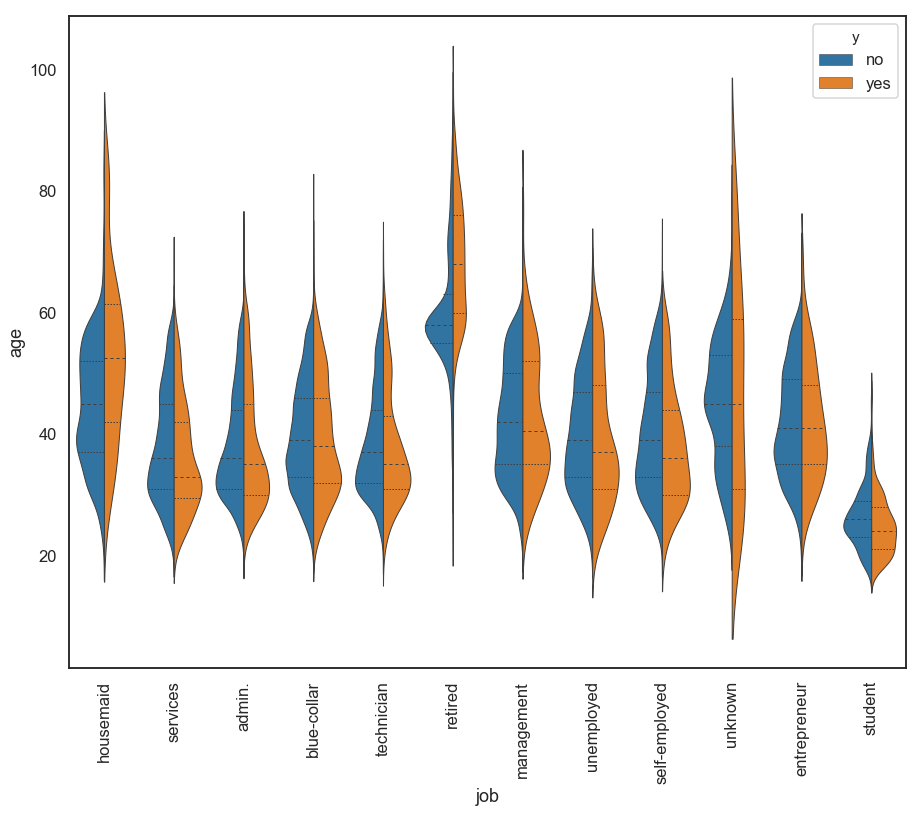 y
no
yes
100
80
60
40
20
age
housemaid
services
admin.
blue-collar
technician
retired
management
unemployed
self-employed
unknown
entrepreneur
student
job